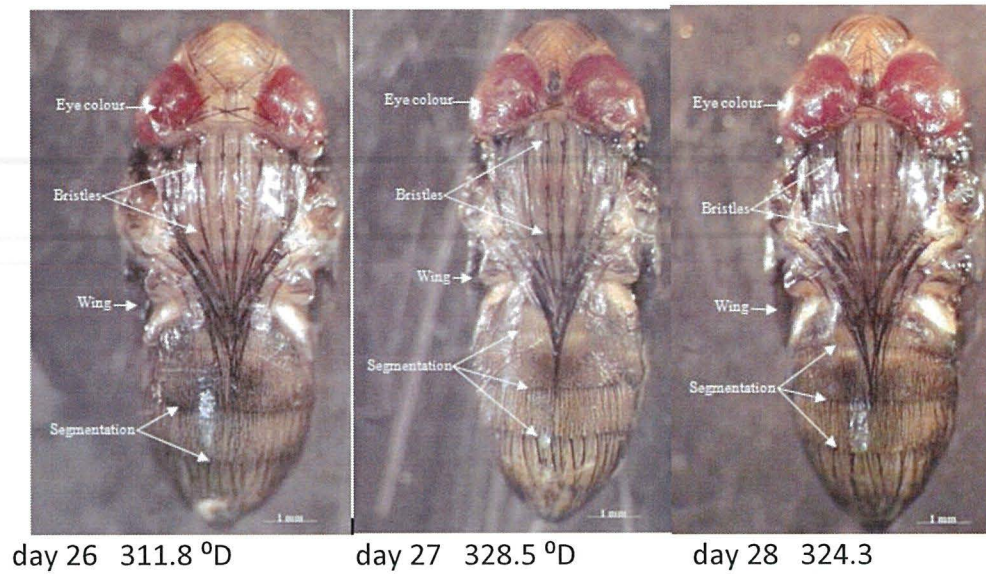 Eye colour
Bristles
Wing
Segmentation
1 mm
day 26 311.8 ⁰D
Eye colour
Bristles
Wing
Segmentation
1 mm
day 27 328.5 ⁰D
Eye colour
Bristles
Wing
Segmentation
1 mm
day 28 324.3